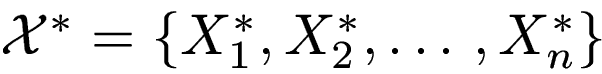 𝒳* = {X₁*, X₂*, . . . , Xₙ*}